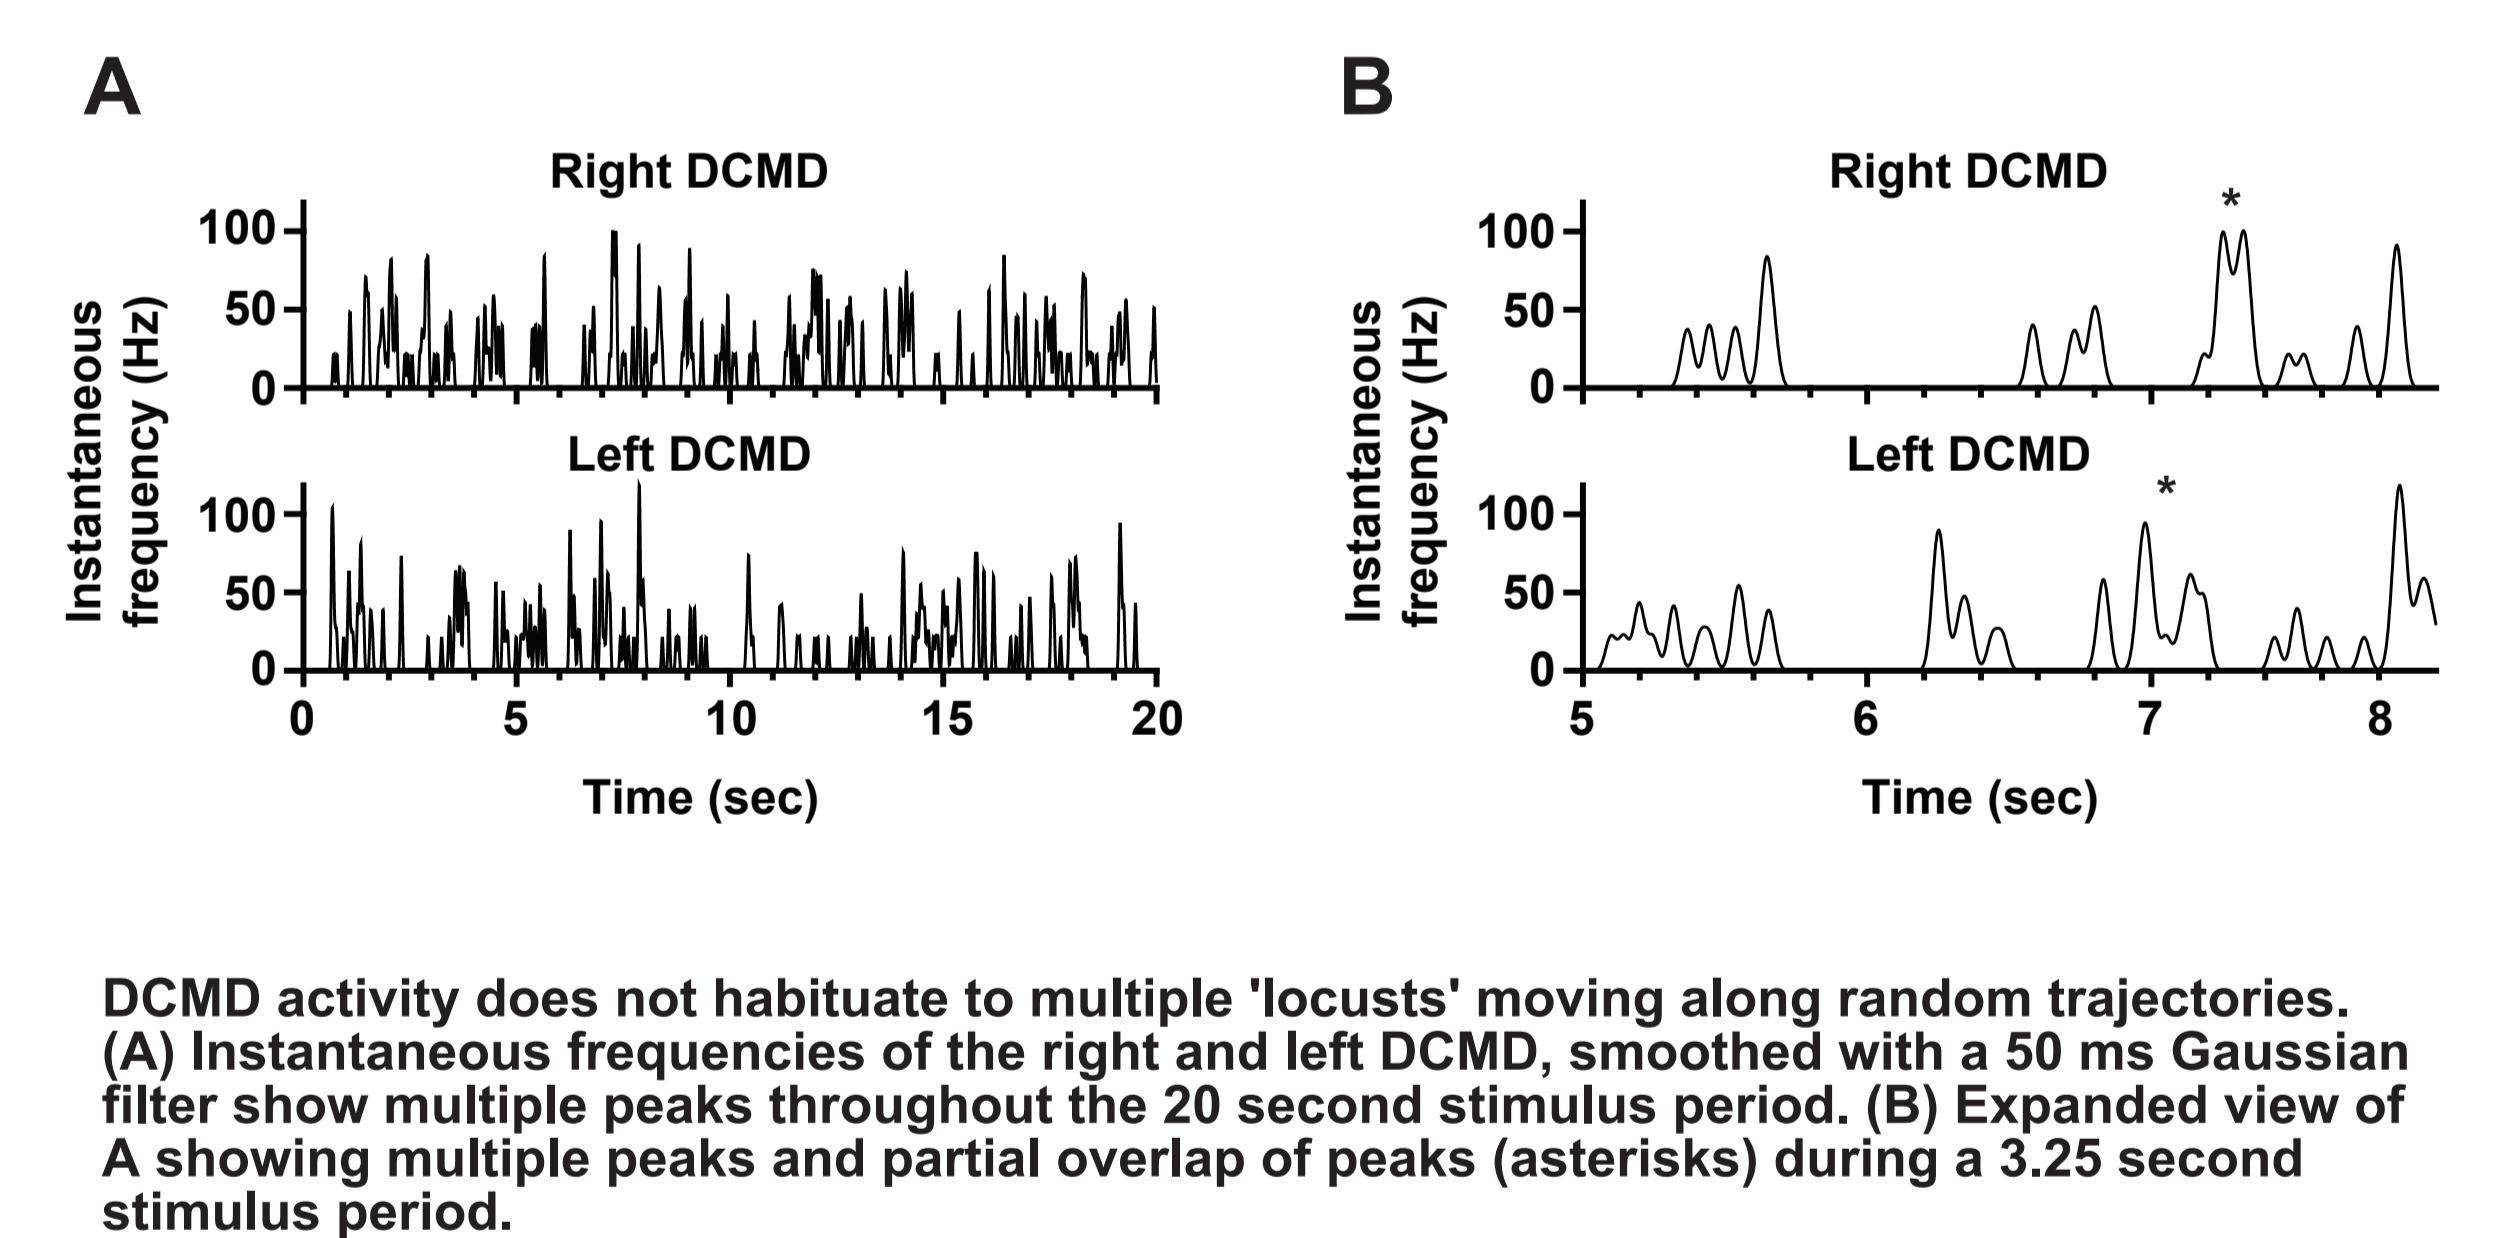 A
B
Right DCMD
Right DCMD
*
100
50
0
100
50
0
Instantaneous
frequency (Hz)
Instantaneous
frequency (Hz)
Left DCMD
Left DCMD
*
100
50
0
100
50
0
0 5 10 15 20
5 6 7 8
Time (sec)
Time (sec)
DCMD activity does not habituate to multiple 'locusts' moving along random trajectories.
(A) Instantaneous frequencies of the right and left DCMD, smoothed with a 50 ms Gaussian
filter show multiple peaks throughout the 20 second stimulus period. (B) Expanded view of
A showing multiple peaks and partial overlap of peaks (asterisks) during a 3.25 second
stimulus period.